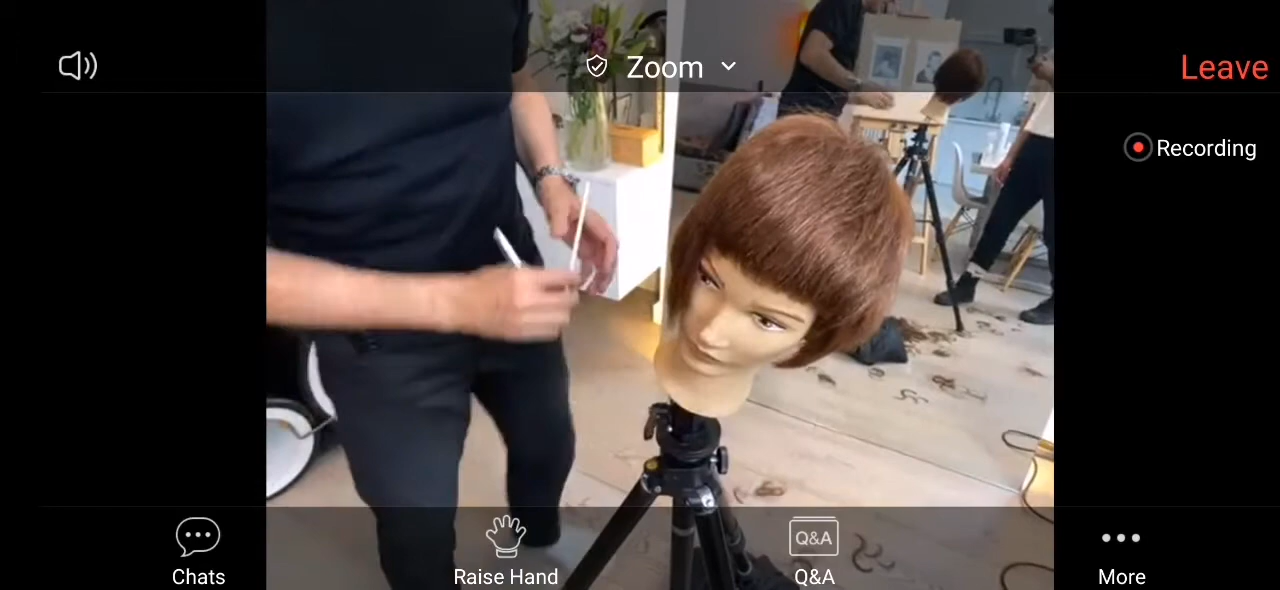 Zoom
Leave
Recording
Chats
Raise Hand
Q&A
Q&A
More